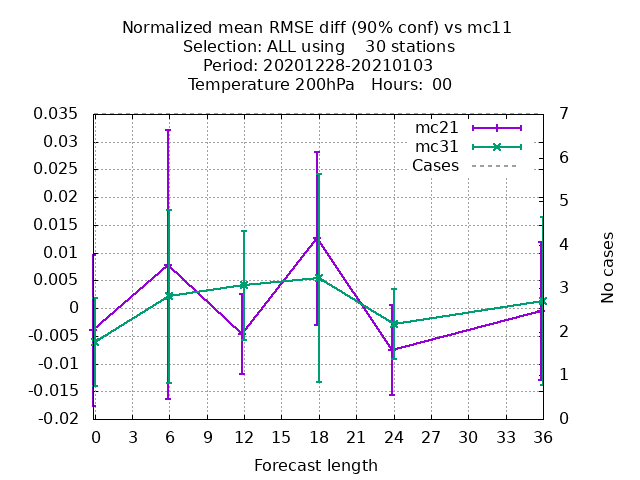 Normalized mean RMSE diff (90% conf) vs mc11
Selection: ALL using    30 stations
Period: 20201228-20210103
Temperature 200hPa   Hours:  00
0.035
0.03
0.025
0.02
0.015
0.01
0.005
0
-0.005
-0.01
-0.015
-0.02
mc21
mc31
Cases
7
6
5
4
3
2
1
0
No cases
0 3 6 9 12 15 18 21 24 27 30 33 36
Forecast length